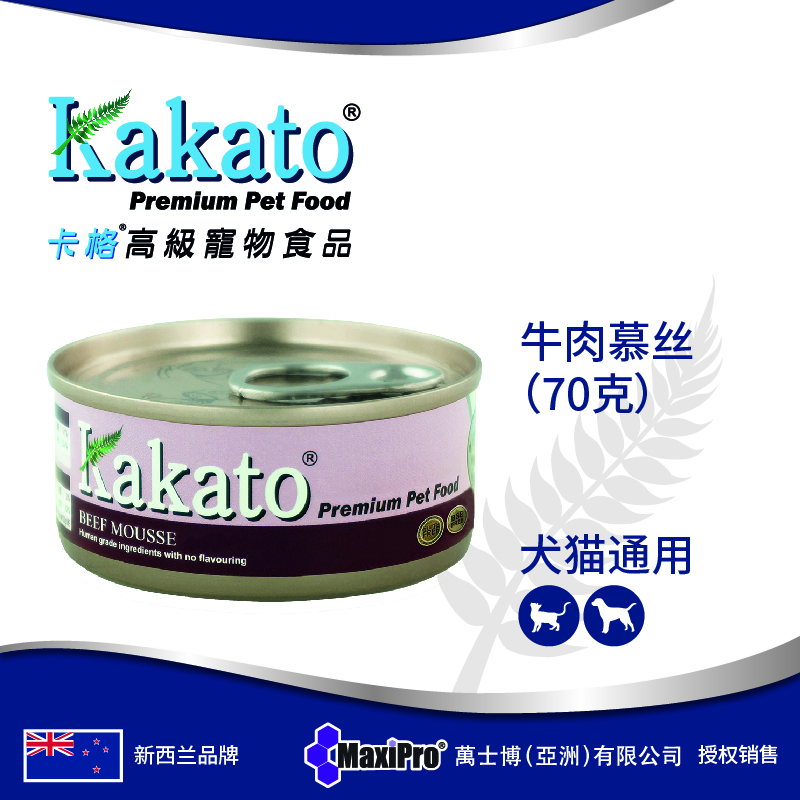 Kakato®
Premium Pet Food
卡格®高級寵物食品
牛肉慕丝
（70克）
Kakato®
Premium Pet Food
BEEF MOUSSE
Human grade ingredients with no flavouring
犬猫通用
新西兰品牌
MaxiPro® 萬士博（亞洲）有限公司 授权销售